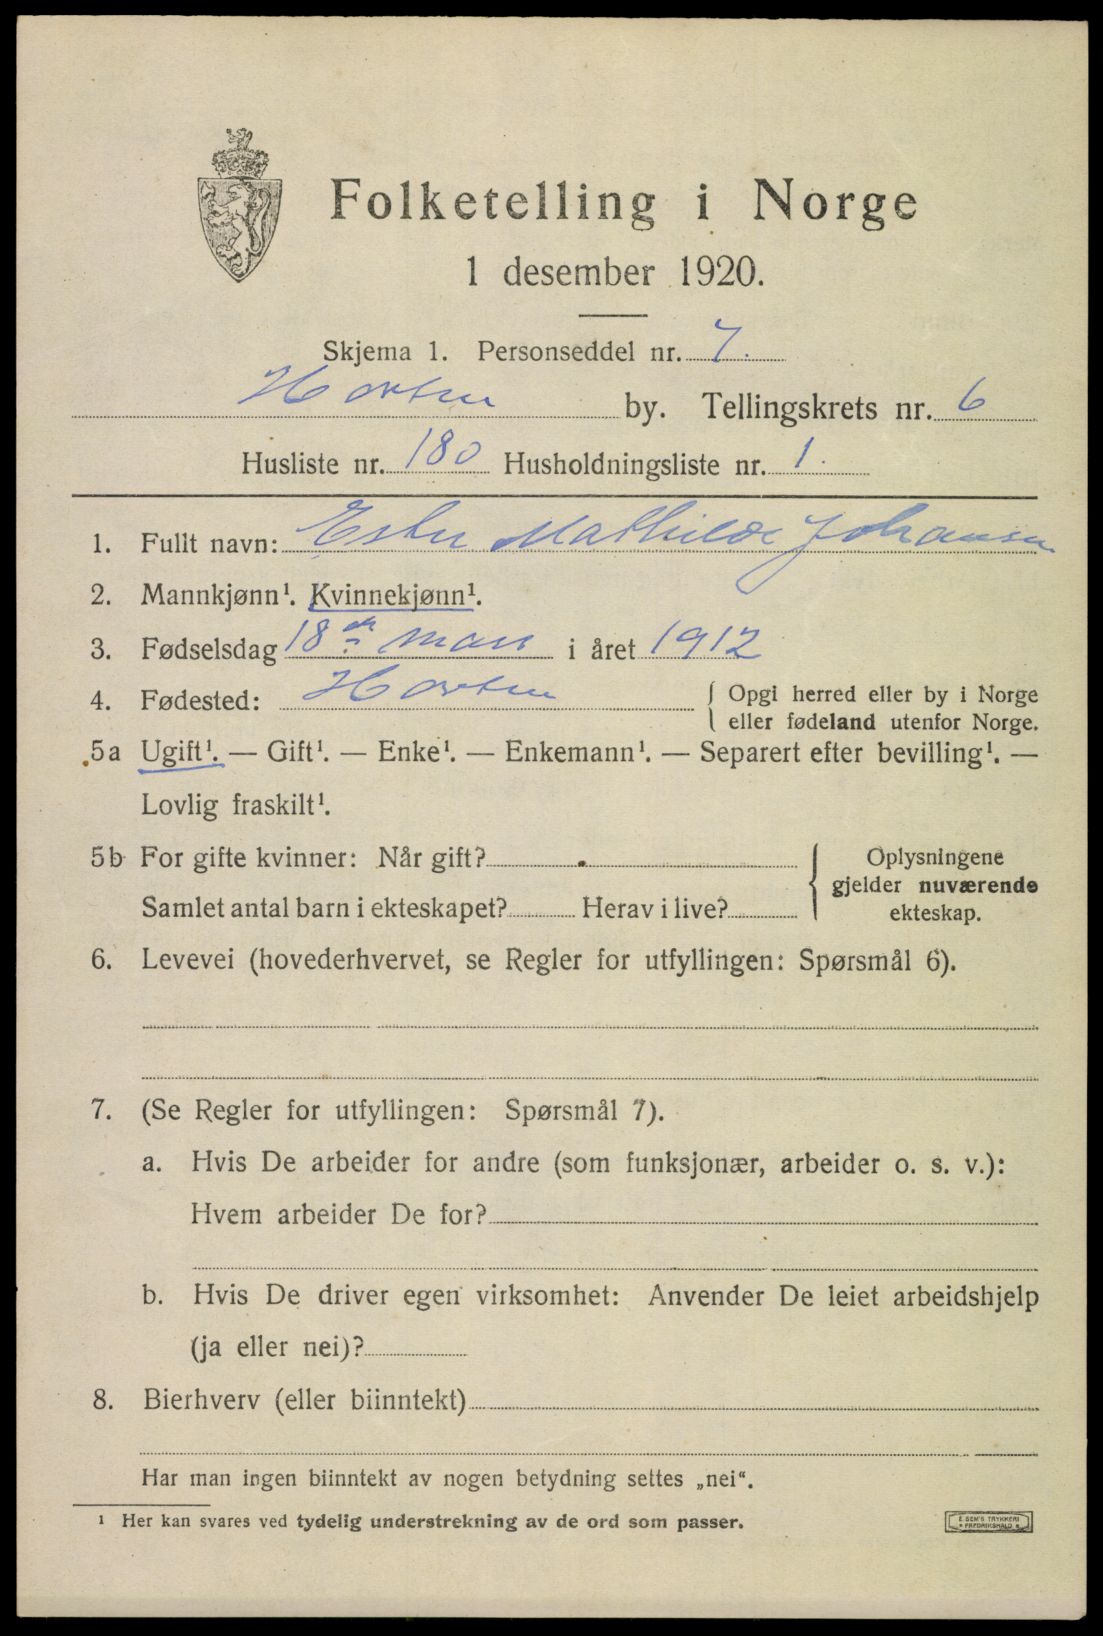 Folketelling i Norge
1 desember 1920.
Skjema 1. Personseddel nr. 7.
Horten by. Tellingskrets nr. 6
Husliste nr. 180 Husholdningsliste nr. 1.
1. Fullt navn: Ester Mathilde Johansen
2. Mannkjønn¹. Kvinnekjønn¹.
3. Fødselsdag 18de mars i året 1912
4. Fødested: Horten { Opgi herred eller by i Norge
eller fødeland utenfor Norge.
5a Ugift¹. — Gift¹. — Enke¹. — Enkemann¹. — Separert efter bevilling¹. —
Lovlig fraskilt¹.
5b For gifte kvinner: Når gift? { Oplysningene
gjelder nuværende
Samlet antal barn i ekteskapet? Herav i live? ekteskap.
6. Levevei (hovederhvervet, se Regler for utfyllingen: Spørsmål 6).
7. (Se Regler for utfyllingen: Spørsmål 7).
a. Hvis De arbeider for andre (som funksjonær, arbeider o. s. v.):
Hvem arbeider De for?
b. Hvis De driver egen virksomhet: Anvender De leiet arbeidshjelp
(ja eller nei)?
8. Bierhverv (eller biinntekt)
Har man ingen biinntekt av nogen betydning settes „nei“.
¹ Her kan svares ved tydelig understrekning av de ord som passer.
E. SEM'S TRYKKERI
FREDRIKSHALD